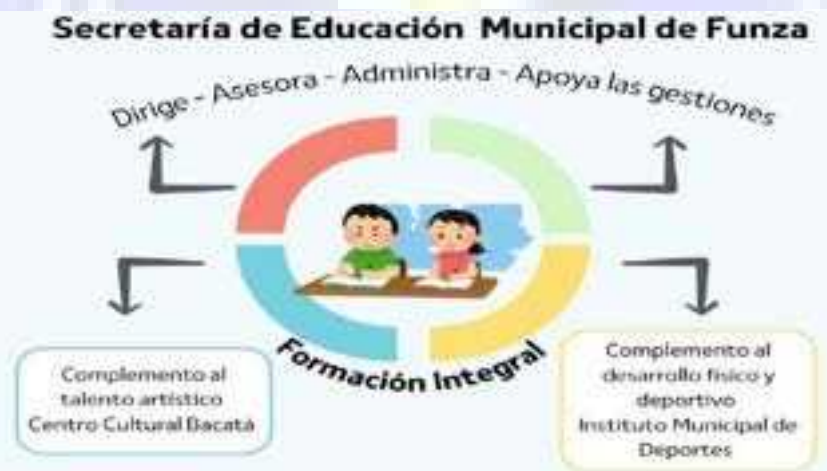 Secretaría de Educación Municipal de Funza
Dirige - Asesora - Administra - Apoya las gestiones
Formación Integral
Complemento al
talento artístico
Centro Cultural Bacatá
Complemento al
desarrollo físico y
deportivo
Instituto Municipal de
Deportes